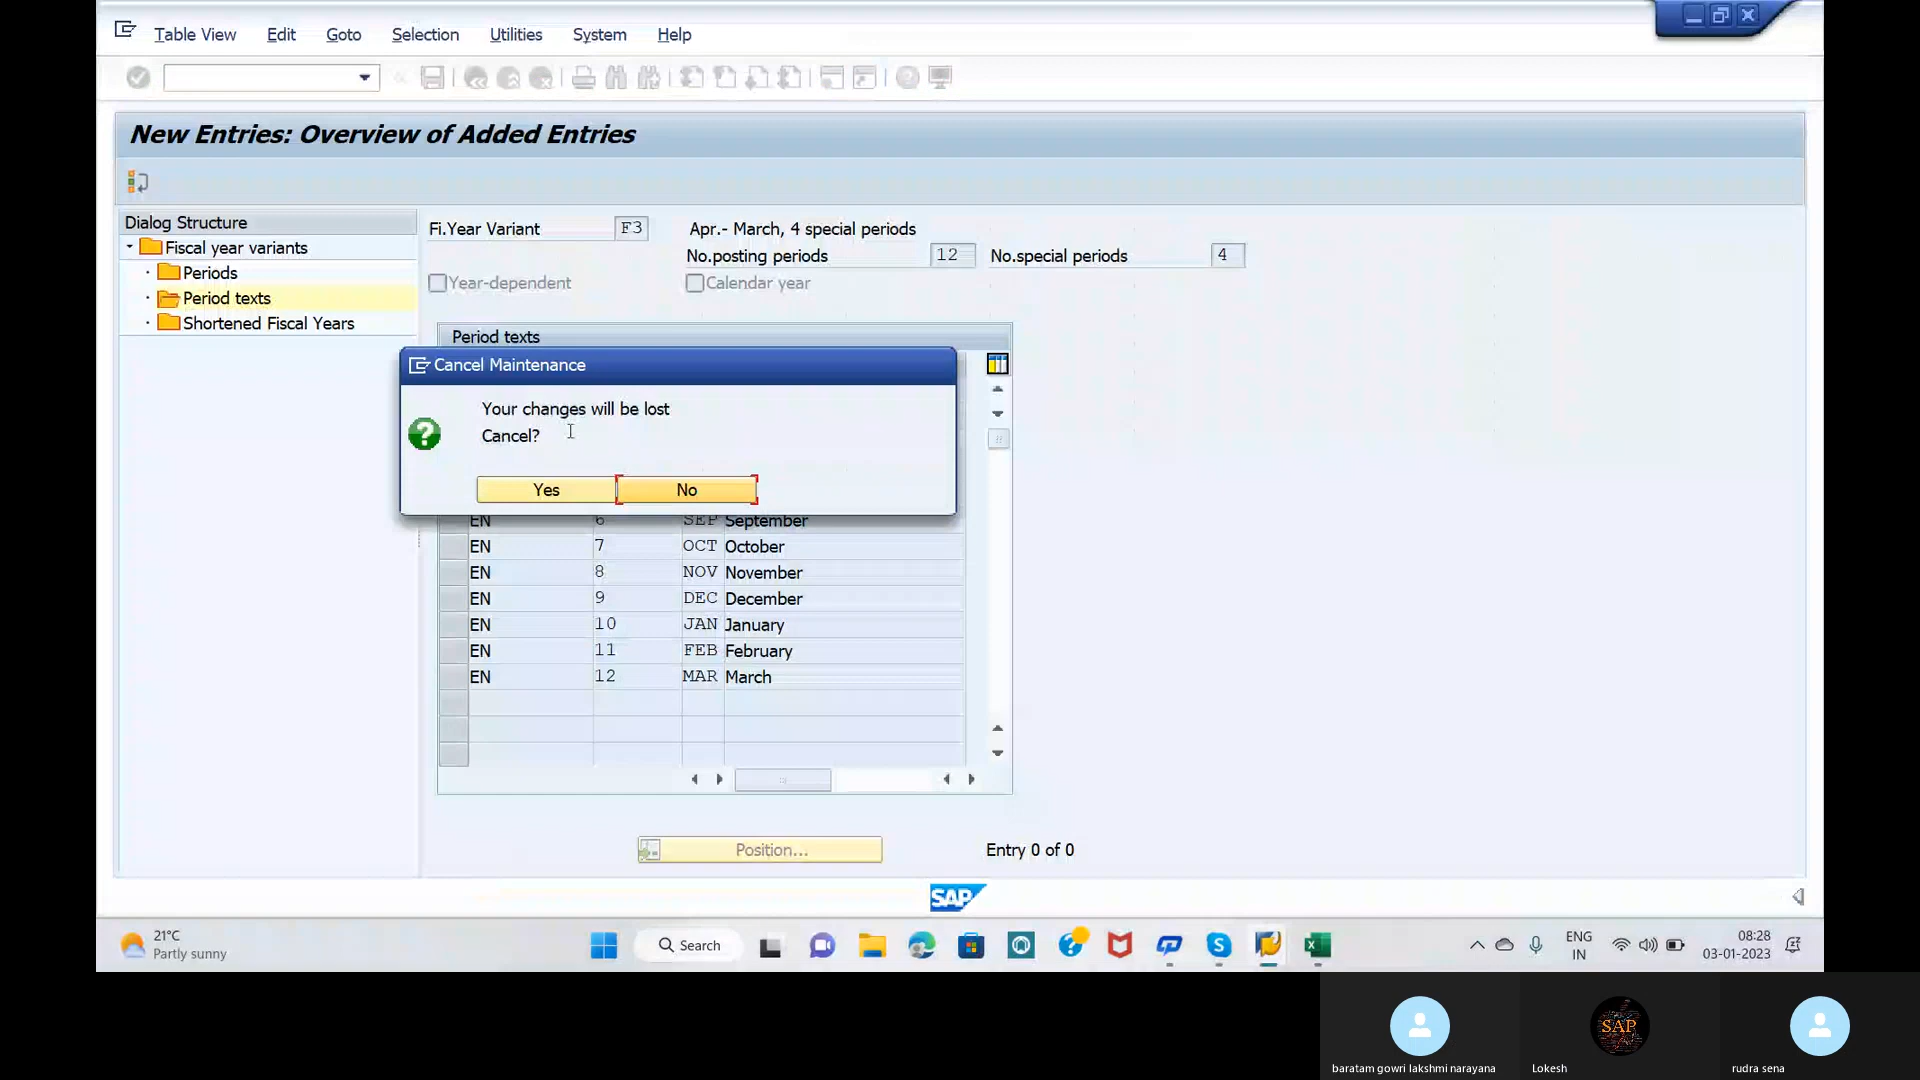 Table View Edit Goto Selection Utilities System Help
New Entries: Overview of Added Entries
Dialog Structure
Fiscal year variants
Periods
Period texts
Shortened Fiscal Years
Fi.Year Variant F3 Apr.- March, 4 special periods
No.posting periods 12 No.special periods 4
Year-dependent Calendar year
Period texts
Cancel Maintenance
Your changes will be lost
Cancel?
Yes No
EN 6 SEP September
EN 7 OCT October
EN 8 NOV November
EN 9 DEC December
EN 10 JAN January
EN 11 FEB February
EN 12 MAR March
Position... Entry 0 of 0
SAP
21°C
Partly sunny
Search
ENG
IN
08:28
03-01-2023
SAP
baratam gowri lakshmi narayana Lokesh rudra sena